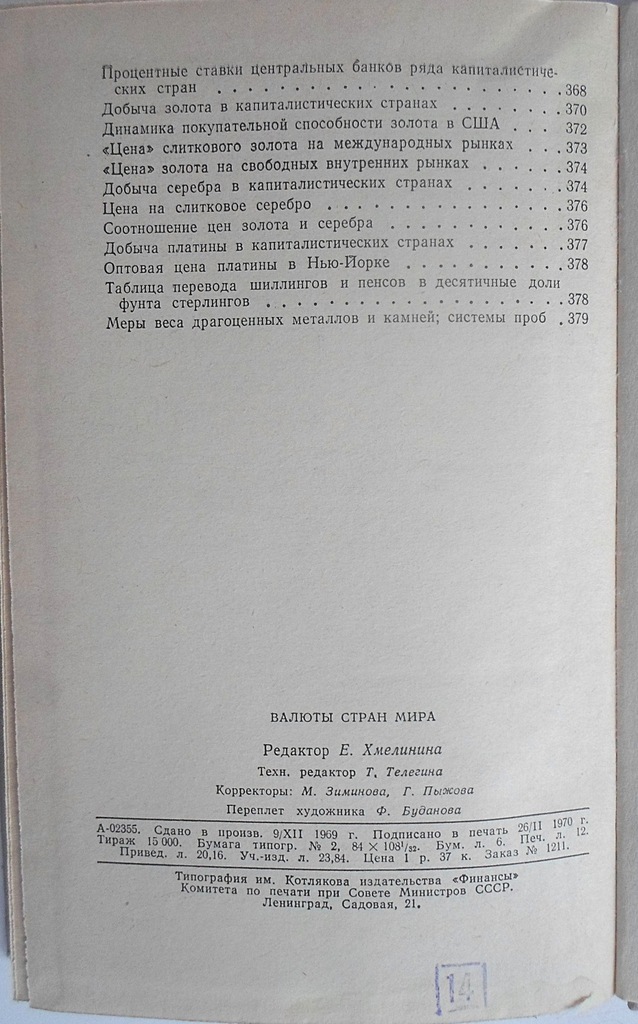 Процентные ставки центральных банков ряда капиталистиче-
ских стран . . . . . . . . . . . . . . . . . . . . . . . 368
Добыча золота в капиталистических странах . . . . . . . . 370
Динамика покупательной способности золота в США . . . 372
«Цена» слиткового золота на международных рынках . . . 373
«Цена» золота на свободных внутренних рынках . . . . . . 374
Добыча серебра в капиталистических странах . . . . . . . 374
Цена на слитковое серебро . . . . . . . . . . . . . . . . 376
Соотношение цен золота и серебра . . . . . . . . . . . . 376
Добыча платины в капиталистических странах . . . . . . . 377
Оптовая цена платины в Нью-Йорке . . . . . . . . . . . 378
Таблица перевода шиллингов и пенсов в десятичные доли
фунта стерлингов . . . . . . . . . . . . . . . . . . . . 378
Меры веса драгоценных металлов и камней; системы проб . 379
ВАЛЮТЫ СТРАН МИРА
Редактор Е. Хмелинина
Техн. редактор Т. Телегина
Корректоры: М. Зиминова, Г. Пыжова
Переплет художника Ф. Буданова
А-02355. Сдано в произв. 9/XII 1969 г. Подписано в печать 26/II 1970 г.
Тираж 15 000. Бумага типогр. № 2, 84 × 108 1/32. Бум. л. 6. Печ. л. 12.
Привед. л. 20,16. Уч.-изд. л. 23,84. Цена 1 р. 37 к. Заказ № 1211.
Типография им. Котлякова издательства «Финансы»
Комитета по печати при Совете Министров СССР.
Ленинград, Садовая, 21.
14